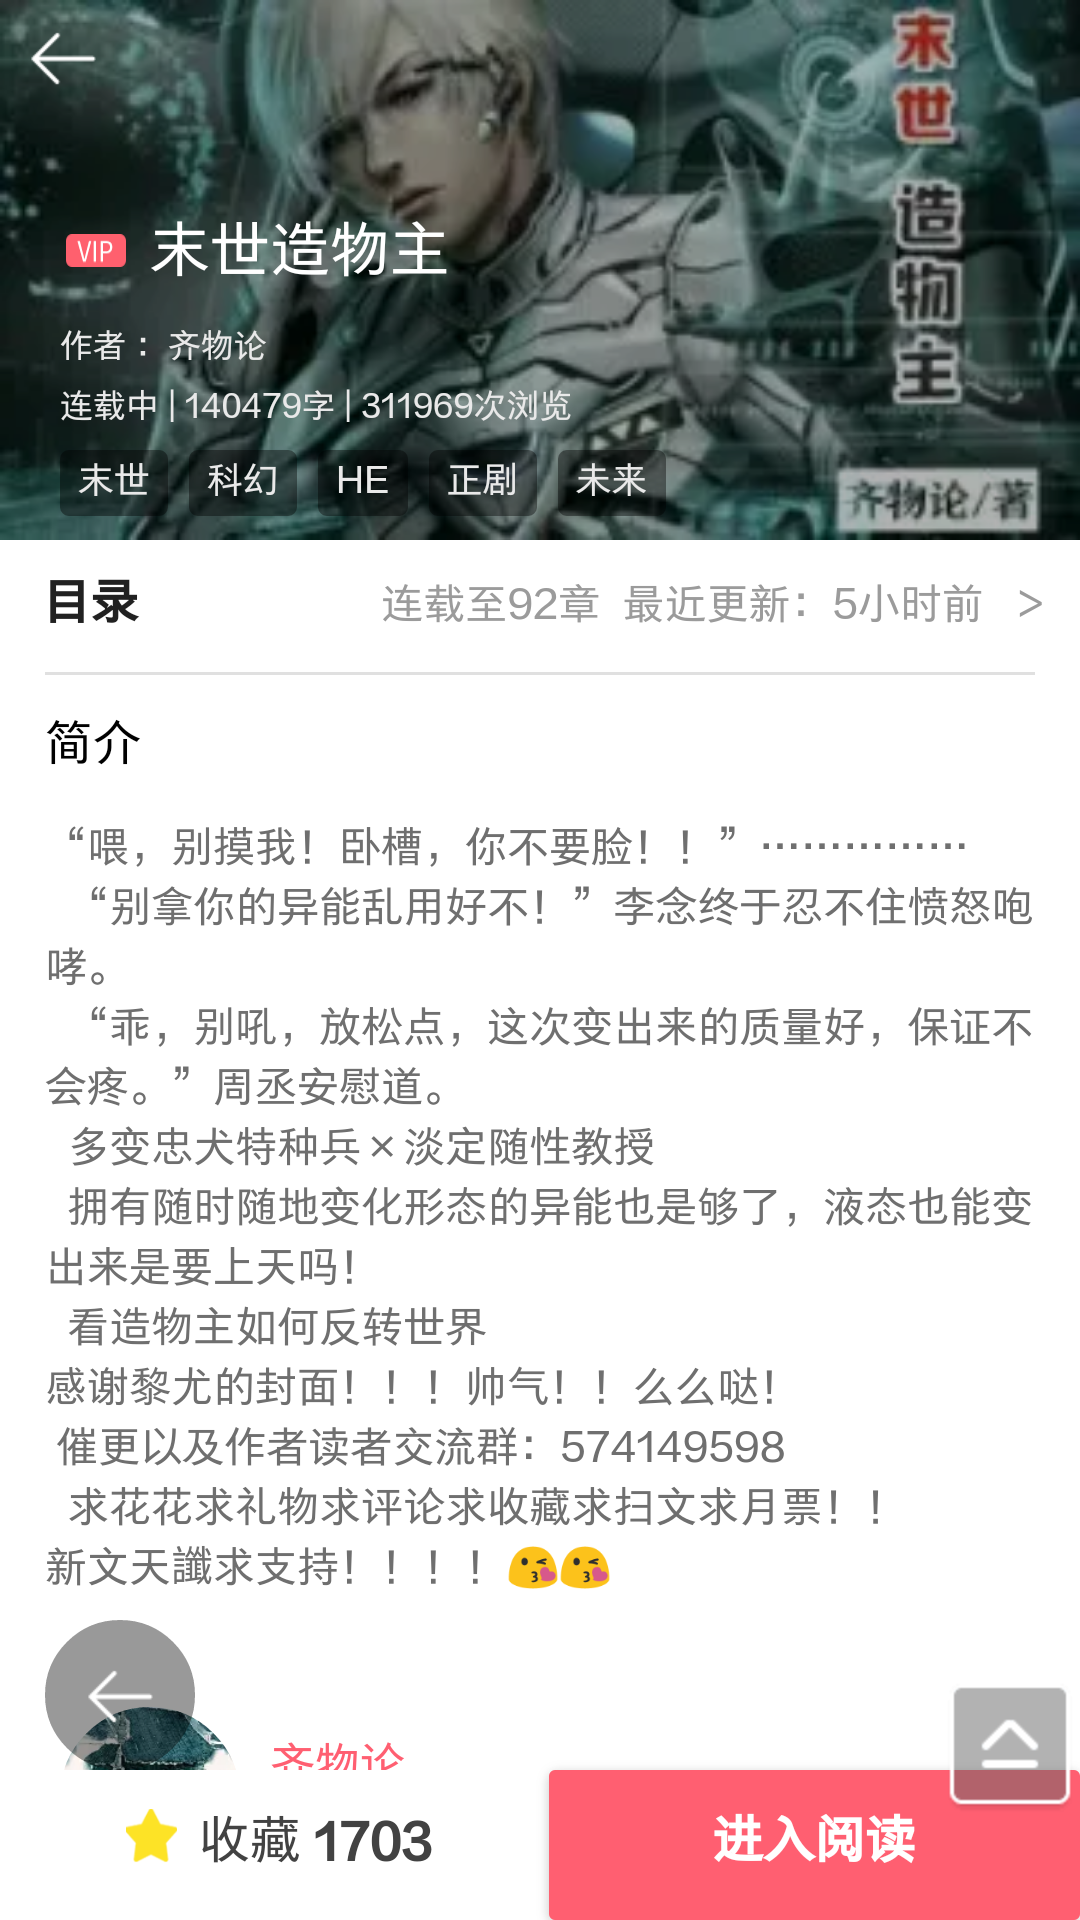 末世 造物主
VIP 末世造物主
作者： 齐物论
连载中 | 140479字 | 311969次浏览
末世 科幻 HE 正剧 未来
齐物论/著
目录 连载至92章 最近更新：5小时前 >
简介
“喂，别摸我！卧槽，你不要脸！！”……………
“别拿你的异能乱用好不！”李念终于忍不住愤怒咆
哮。
“乖，别吼，放松点，这次变出来的质量好，保证不
会疼。”周丞安慰道。
多变忠犬特种兵×淡定随性教授
拥有随时随地变化形态的异能也是够了，液态也能变
出来是要上天吗！
看造物主如何反转世界
感谢黎尤的封面！！！帅气！！么么哒！
催更以及作者读者交流群：574149598
求花花求礼物求评论求收藏求扫文求月票！！
新文天讖求支持！！！！😘😘
齐物论
收藏 1703
进入阅读